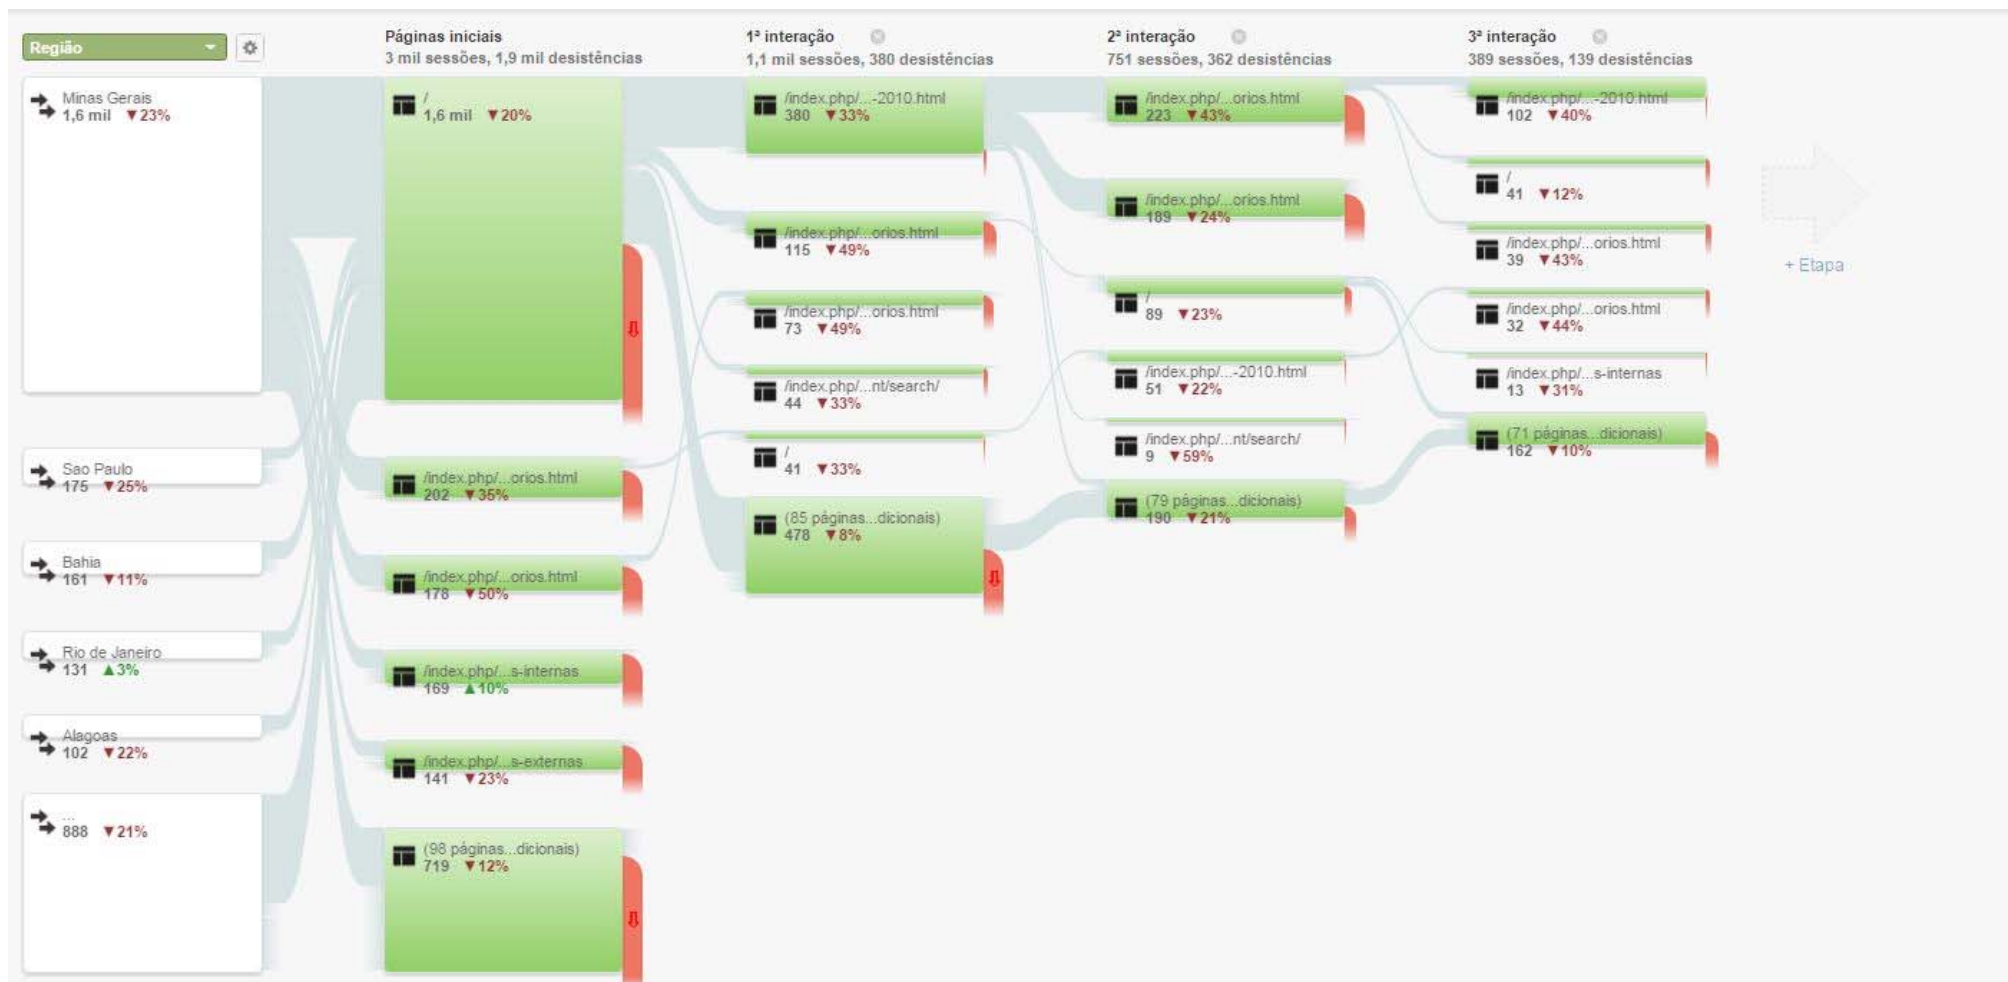 Região
Minas Gerais
1,6 mil ▼23%
Sao Paulo
175 ▼25%
Bahia
161 ▼11%
Rio de Janeiro
131 ▲3%
Alagoas
102 ▼22%
...
888 ▼21%
Páginas iniciais
3 mil sessões, 1,9 mil desistências
/
1,6 mil ▼20%
/index.php/...orios.html
202 ▼35%
/index.php/...orios.html
178 ▼50%
/index.php/...s-internas
169 ▲10%
/index.php/...s-externas
141 ▼23%
(98 páginas...dicionais)
719 ▼12%
1ª interação
1,1 mil sessões, 380 desistências
/index.php/...-2010.html
380 ▼33%
/index.php/...orios.html
115 ▼49%
/index.php/...orios.html
73 ▼49%
/index.php/...nt/search/
44 ▼33%
/
41 ▼33%
(85 páginas...dicionais)
478 ▼8%
2ª interação
751 sessões, 362 desistências
/index.php/...orios.html
223 ▼43%
/index.php/...orios.html
189 ▼24%
/
89 ▼23%
/index.php/...-2010.html
51 ▼22%
/index.php/...nt/search/
9 ▼59%
(79 páginas...dicionais)
190 ▼21%
3ª interação
389 sessões, 139 desistências
/index.php/...-2010.html
102 ▼40%
/
41 ▼12%
/index.php/...orios.html
39 ▼43%
/index.php/...orios.html
32 ▼44%
/index.php/...s-internas
13 ▼31%
(71 páginas...dicionais)
162 ▼10%
+ Etapa